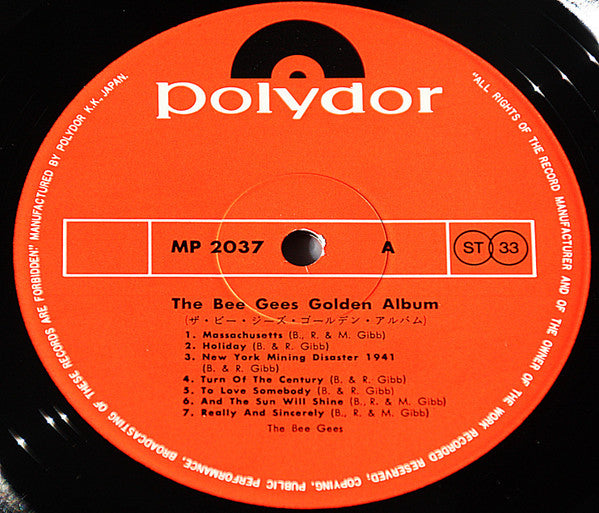 polydor
MP 2037
A
ST 33
The Bee Gees Golden Album
(ザ・ビー・ジーズ・ゴールデン・アルバム)
1. Massachusetts (B., R. & M. Gibb)
2. Holiday (B. & R. Gibb)
3. New York Mining Disaster 1941
(B. & R. Gibb)
4. Turn Of The Century (B. & R. Gibb)
5. To Love Somebody (B. & R. Gibb)
6. And The Sun Will Shine (B., R. & M. Gibb)
7. Really And Sincerely (B., R. & M. Gibb)
The Bee Gees
"ALL RIGHTS OF THE RECORD MANUFACTURER AND OF THE OWNER OF THE WORK RECORDED RESERVED, COPYING, PUBLIC PERFORMANCE, BROADCASTING OF THESE RECORDS ARE FORBIDDEN." MANUFACTURED BY POLYDOR K.K., JAPAN.